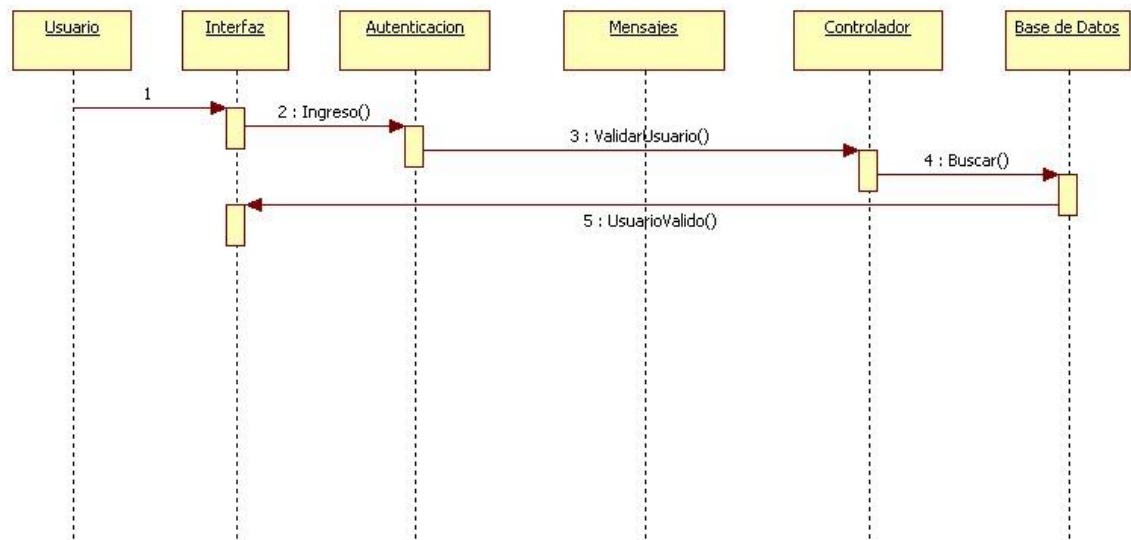 Usuario
Interfaz
Autenticacion
Mensajes
Controlador
Base de Datos
1
2 : Ingreso()
3 : ValidarUsuario()
4 : Buscar()
5 : UsuarioValido()